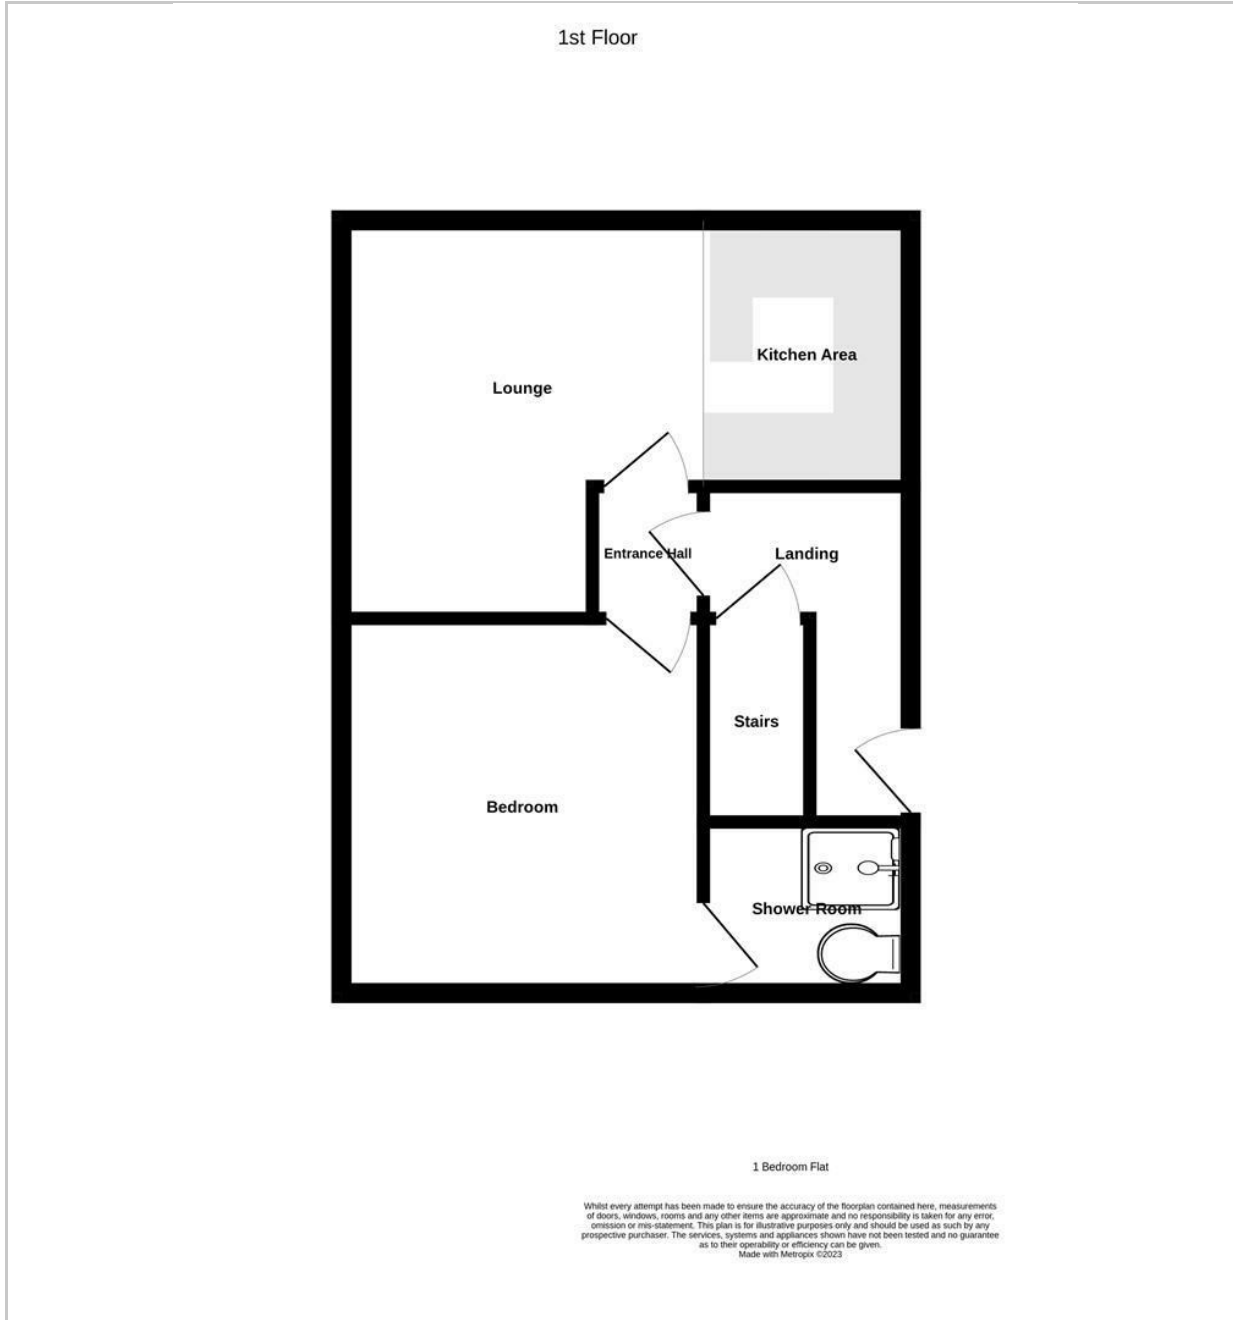 1st Floor
Kitchen Area
Lounge
Entrance Hall
Landing
Stairs
Bedroom
Shower Room
1 Bedroom Flat
Whilst every attempt has been made to ensure the accuracy of the floorplan contained here, measurements
of doors, windows, rooms and any other items are approximate and no responsibility is taken for any error,
omission or mis-statement. This plan is for illustrative purposes only and should be used as such by any
prospective purchaser. The services, systems and appliances shown have not been tested and no guarantee
as to their operability or efficiency can be given.
Made with Metropix ©2023